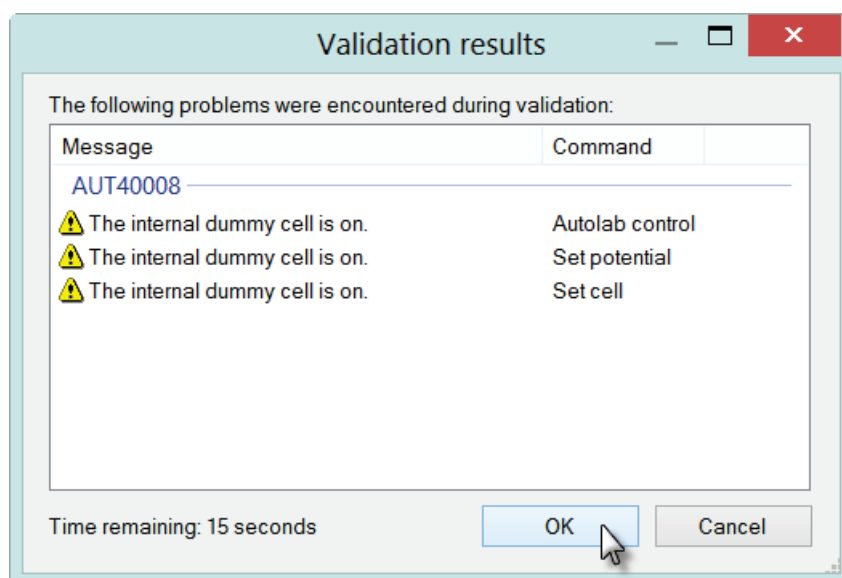 Validation results
The following problems were encountered during validation:
Message Command
AUT40008
The internal dummy cell is on. Autolab control
The internal dummy cell is on. Set potential
The internal dummy cell is on. Set cell
Time remaining: 15 seconds OK Cancel